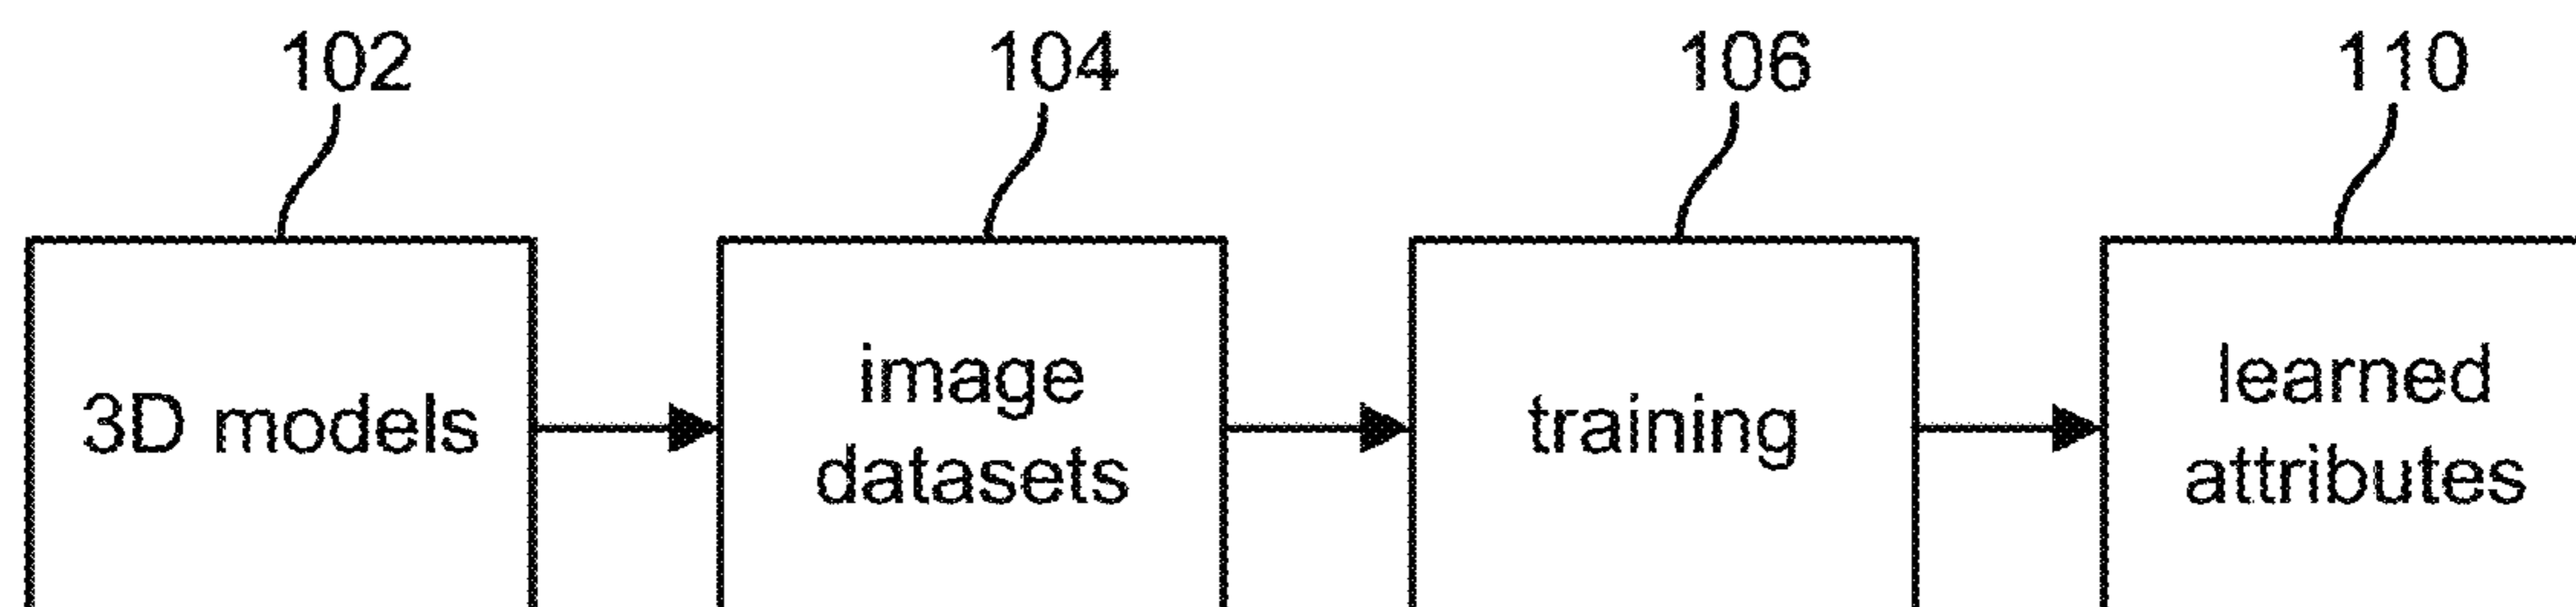 102
104
106
110
3D models
image
datasets
training
learned
attributes